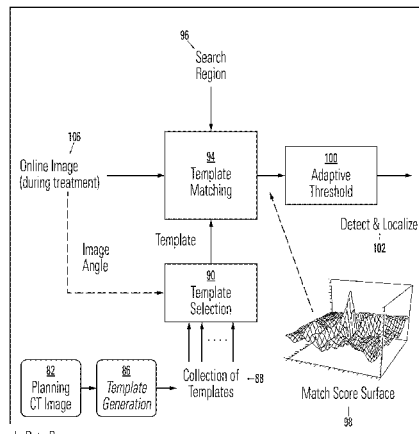 96
Search
Region
106
Online Image
(during treatment)
94
Template
Matching
100
Adaptive
Threshold
Detect & Localize
102
Template
Image
Angle
90
Template
Selection
82
Planning
CT Image
86
Template
Generation
Collection of
Templates
88
Match Score Surface
98